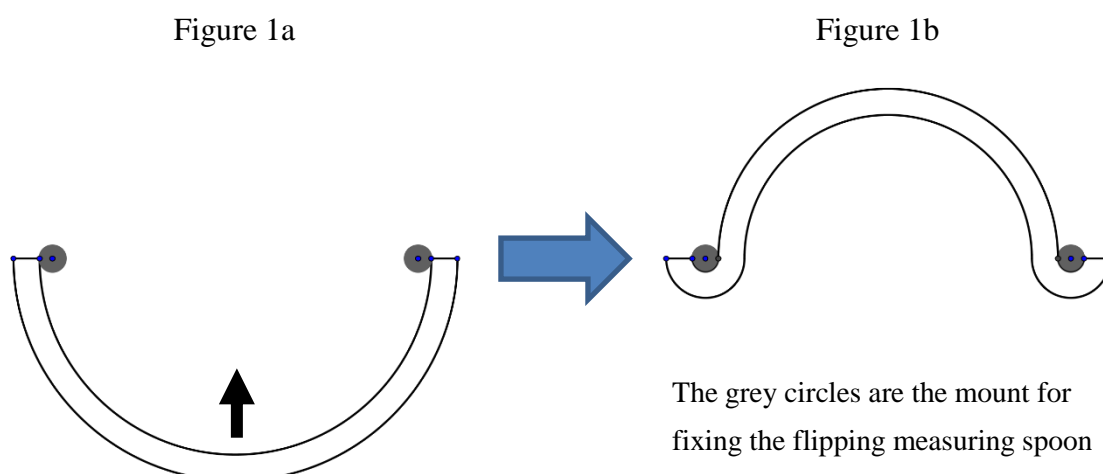 Figure 1a
Figure 1b
The grey circles are the mount for
fixing the flipping measuring spoon